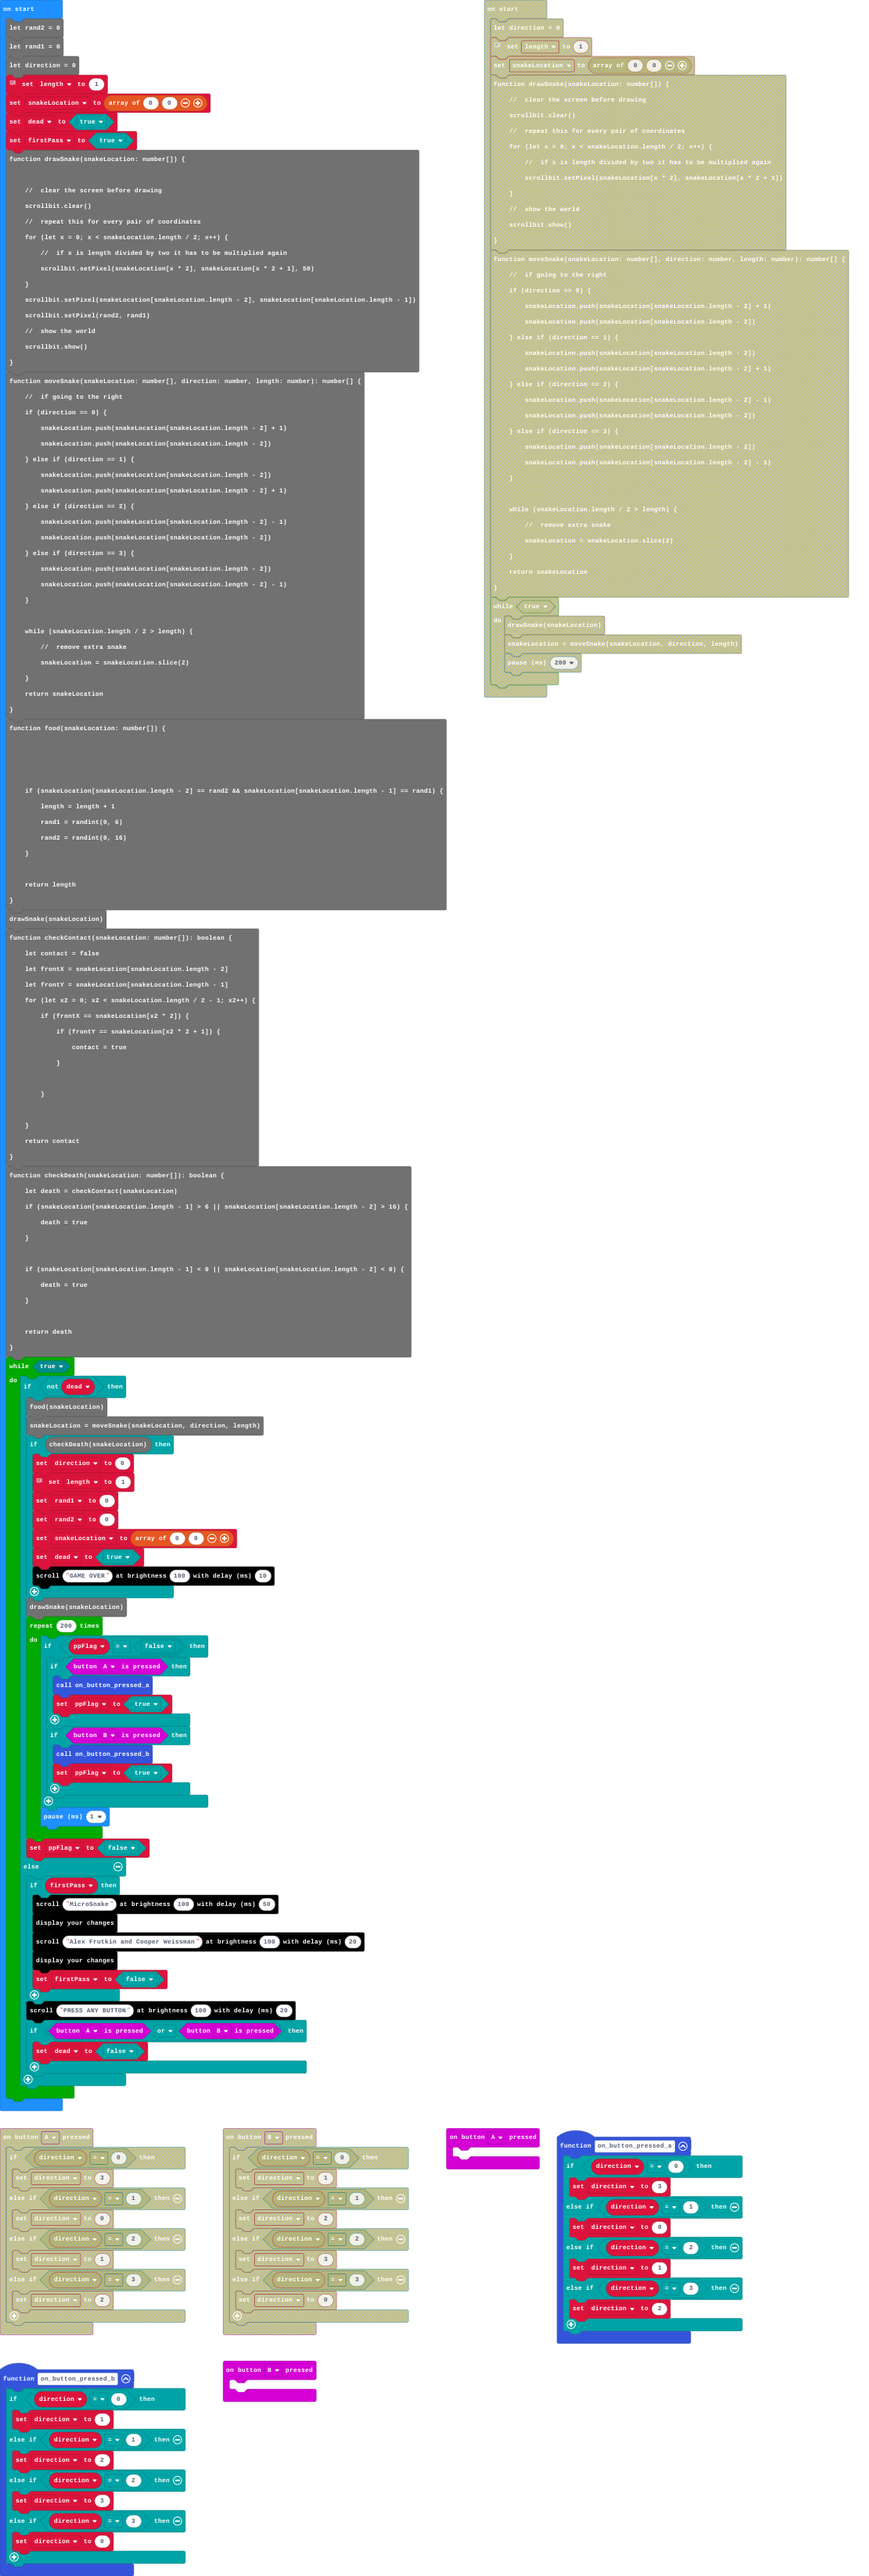 on start
let rand2 = 0
let rand1 = 0
let direction = 0
set length to 1
set snakeLocation to array of 0 0
set dead to true
set firstPass to true
function drawSnake(snakeLocation: number[]) {
// clear the screen before drawing
scrollbit.clear()
// repeat this for every pair of coordinates
for (let x = 0; x < snakeLocation.length / 2; x++) {
// if x is length divided by two it has to be multiplied again
scrollbit.setPixel(snakeLocation[x * 2], snakeLocation[x * 2 + 1], 50)
}
scrollbit.setPixel(snakeLocation[snakeLocation.length - 2], snakeLocation[snakeLocation.length - 1])
scrollbit.setPixel(rand2, rand1)
// show the world
scrollbit.show()
}
function moveSnake(snakeLocation: number[], direction: number, length: number): number[] {
// if going to the right
if (direction == 0) {
snakeLocation.push(snakeLocation[snakeLocation.length - 2] + 1)
snakeLocation.push(snakeLocation[snakeLocation.length - 2])
} else if (direction == 1) {
snakeLocation.push(snakeLocation[snakeLocation.length - 2])
snakeLocation.push(snakeLocation[snakeLocation.length - 2] + 1)
} else if (direction == 2) {
snakeLocation.push(snakeLocation[snakeLocation.length - 2] - 1)
snakeLocation.push(snakeLocation[snakeLocation.length - 2])
} else if (direction == 3) {
snakeLocation.push(snakeLocation[snakeLocation.length - 2])
snakeLocation.push(snakeLocation[snakeLocation.length - 2] - 1)
}
while (snakeLocation.length / 2 > length) {
// remove extra snake
snakeLocation = snakeLocation.slice(2)
}
return snakeLocation
}
function food(snakeLocation: number[]) {
if (snakeLocation[snakeLocation.length - 2] == rand2 && snakeLocation[snakeLocation.length - 1] == rand1) {
length = length + 1
rand1 = randint(0, 6)
rand2 = randint(0, 16)
}
return length
}
drawSnake(snakeLocation)
function checkContact(snakeLocation: number[]): boolean {
let contact = false
let frontX = snakeLocation[snakeLocation.length - 2]
let frontY = snakeLocation[snakeLocation.length - 1]
for (let x2 = 0; x2 < snakeLocation.length / 2 - 1; x2++) {
if (frontX == snakeLocation[x2 * 2]) {
if (frontY == snakeLocation[x2 * 2 + 1]) {
contact = true
}
}
}
return contact
}
function checkDeath(snakeLocation: number[]): boolean {
let death = checkContact(snakeLocation)
if (snakeLocation[snakeLocation.length - 1] > 6 || snakeLocation[snakeLocation.length - 2] > 16) {
death = true
}
if (snakeLocation[snakeLocation.length - 1] < 0 || snakeLocation[snakeLocation.length - 2] < 0) {
death = true
}
return death
}
while true
do
if not dead then
food(snakeLocation)
snakeLocation = moveSnake(snakeLocation, direction, length)
if checkDeath(snakeLocation) then
set direction to 0
set length to 1
set rand1 to 0
set rand2 to 0
set snakeLocation to array of 0 0
set dead to true
scroll "GAME OVER" at brightness 100 with delay (ms) 10
drawSnake(snakeLocation)
repeat 200 times
do if ppFlag = false then
if button A is pressed then
call on_button_pressed_a
set ppFlag to true
if button B is pressed then
call on_button_pressed_b
set ppFlag to true
pause (ms) 1
set ppFlag to false
else
if firstPass then
scroll "MicroSnake" at brightness 100 with delay (ms) 50
display your changes
scroll "Alex Frutkin and Cooper Weissman" at brightness 100 with delay (ms) 20
display your changes
set firstPass to false
scroll "PRESS ANY BUTTON" at brightness 100 with delay (ms) 20
if button A is pressed or button B is pressed then
set dead to false
on start
let direction = 0
set length to 1
set snakeLocation to array of 0 0
function drawSnake(snakeLocation: number[]) {
// clear the screen before drawing
scrollbit.clear()
// repeat this for every pair of coordinates
for (let x = 0; x < snakeLocation.length / 2; x++) {
// if x is length divided by two it has to be multiplied again
scrollbit.setPixel(snakeLocation[x * 2], snakeLocation[x * 2 + 1])
}
// show the world
scrollbit.show()
}
function moveSnake(snakeLocation: number[], direction: number, length: number): number[] {
// if going to the right
if (direction == 0) {
snakeLocation.push(snakeLocation[snakeLocation.length - 2] + 1)
snakeLocation.push(snakeLocation[snakeLocation.length - 2])
} else if (direction == 1) {
snakeLocation.push(snakeLocation[snakeLocation.length - 2])
snakeLocation.push(snakeLocation[snakeLocation.length - 2] + 1)
} else if (direction == 2) {
snakeLocation.push(snakeLocation[snakeLocation.length - 2] - 1)
snakeLocation.push(snakeLocation[snakeLocation.length - 2])
} else if (direction == 3) {
snakeLocation.push(snakeLocation[snakeLocation.length - 2])
snakeLocation.push(snakeLocation[snakeLocation.length - 2] - 1)
}
while (snakeLocation.length / 2 > length) {
// remove extra snake
snakeLocation = snakeLocation.slice(2)
}
return snakeLocation
}
while true
do drawSnake(snakeLocation)
snakeLocation = moveSnake(snakeLocation, direction, length)
pause (ms) 200
on button A pressed
if direction = 0 then
set direction to 3
else if direction = 1 then
set direction to 0
else if direction = 2 then
set direction to 1
else if direction = 3 then
set direction to 2
on button B pressed
if direction = 0 then
set direction to 1
else if direction = 1 then
set direction to 2
else if direction = 2 then
set direction to 3
else if direction = 3 then
set direction to 0
on button A pressed
function on_button_pressed_a
if direction = 0 then
set direction to 3
else if direction = 1 then
set direction to 0
else if direction = 2 then
set direction to 1
else if direction = 3 then
set direction to 2
function on_button_pressed_b
if direction = 0 then
set direction to 1
else if direction = 1 then
set direction to 2
else if direction = 2 then
set direction to 3
else if direction = 3 then
set direction to 0
on button B pressed